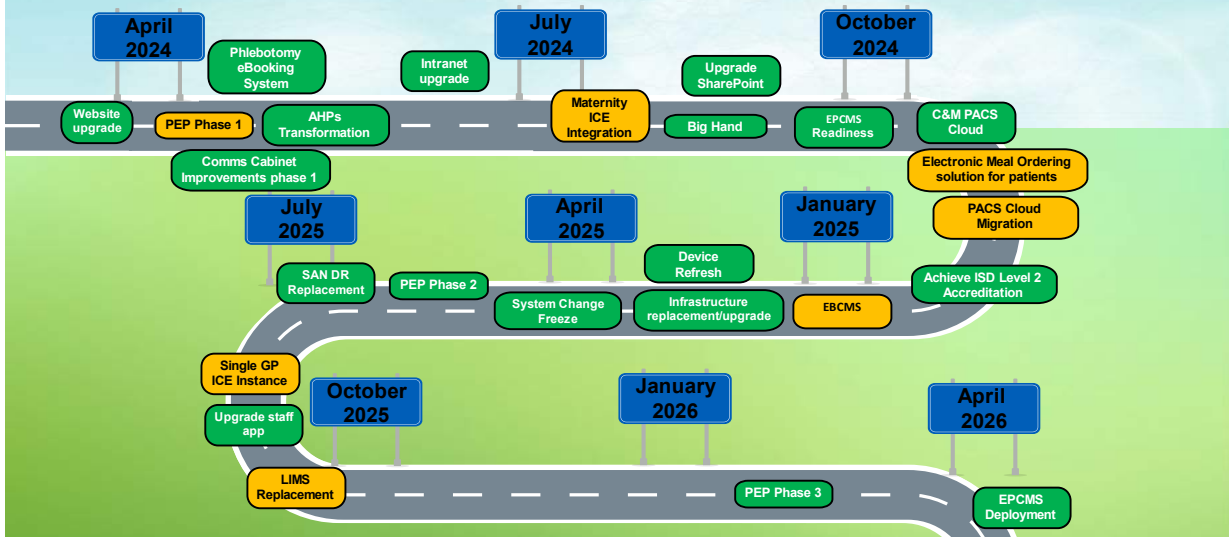 April
2024
July
2024
October
2024
Phlebotomy
eBooking
System
Intranet
upgrade
Upgrade
SharePoint
Website
upgrade
PEP Phase 1
AHPs
Transformation
Maternity
ICE
Integration
Big Hand
EPCMS
Readiness
C&M PACS
Cloud
Comms Cabinet
Improvements phase 1
Electronic Meal Ordering
solution for patients
PACS Cloud
Migration
July
2025
April
2025
January
2025
Device
Refresh
SAN DR
Replacement
PEP Phase 2
System Change
Freeze
Infrastructure
replacement/upgrade
EBCMS
Achieve ISD Level 2
Accreditation
Single GP
ICE Instance
Upgrade staff
app
October
2025
January
2026
April
2026
LIMS
Replacement
PEP Phase 3
EPCMS
Deployment